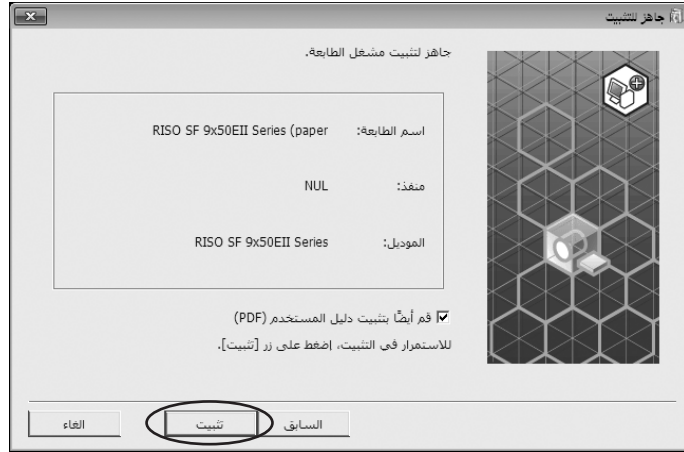 جاهز للتثبيت
جاهز لتثبيت مشغل الطابعة.
اسم الطابعة: RISO SF 9x50EII Series (paper
منفذ: NUL
الموديل: RISO SF 9x50EII Series
قم أيضًا بتثبيت دليل المستخدم (PDF)
للاستمرار في التثبيت، إضغط على زر [تثبيت].
السابق تثبيت الغاء